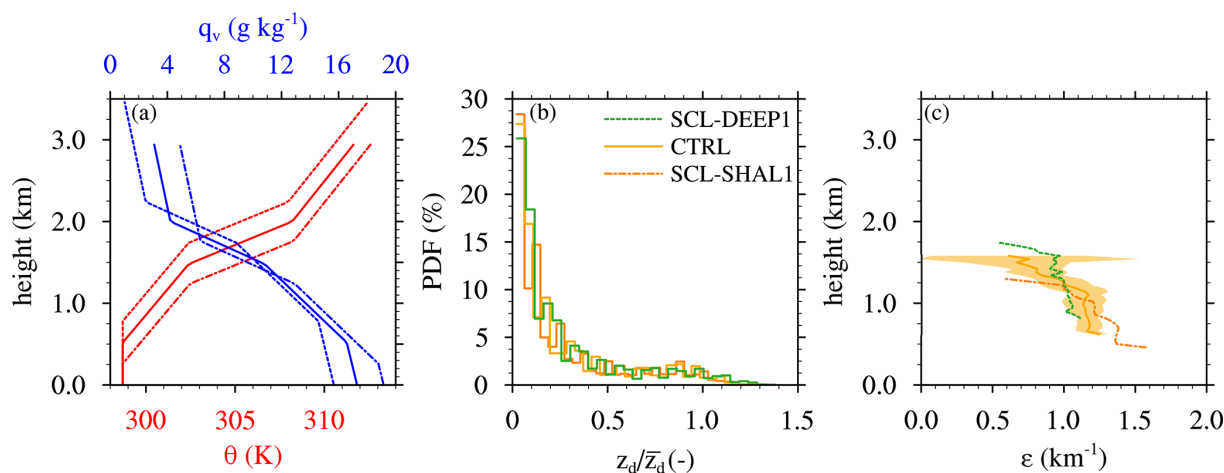 q_v (g kg^-1)
0 4 8 12 16 20
(a)
3.0
2.0
1.0
0.0
height (km)
300 305 310
θ (K)
(b)
30
25
20
15
10
5
0
PDF (%)
SCL-DEEP1
CTRL
SCL-SHAL1
0 0.5 1.0 1.5
z_d/z̅_d (-)
(c)
3.0
2.0
1.0
0.0
height (km)
0.0 0.5 1.0 1.5 2.0
ε (km^-1)